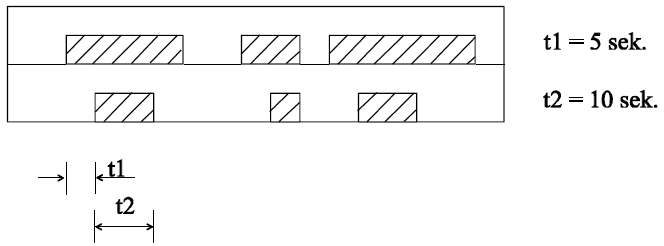 t1 = 5 sek.
t2 = 10 sek.
t1
t2